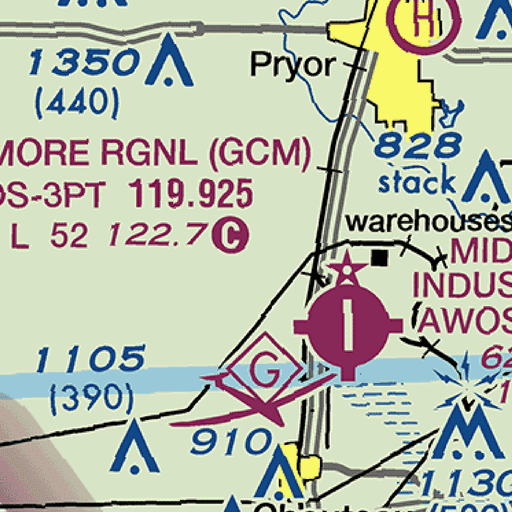 H
1350
(440)
Pryor
MORE RGNL (GCM)
OS-3PT 119.925
L 52 122.7 C
828
stack
warehouses
MID
INDUS
AWOS
G
1105
(390)
910
1130